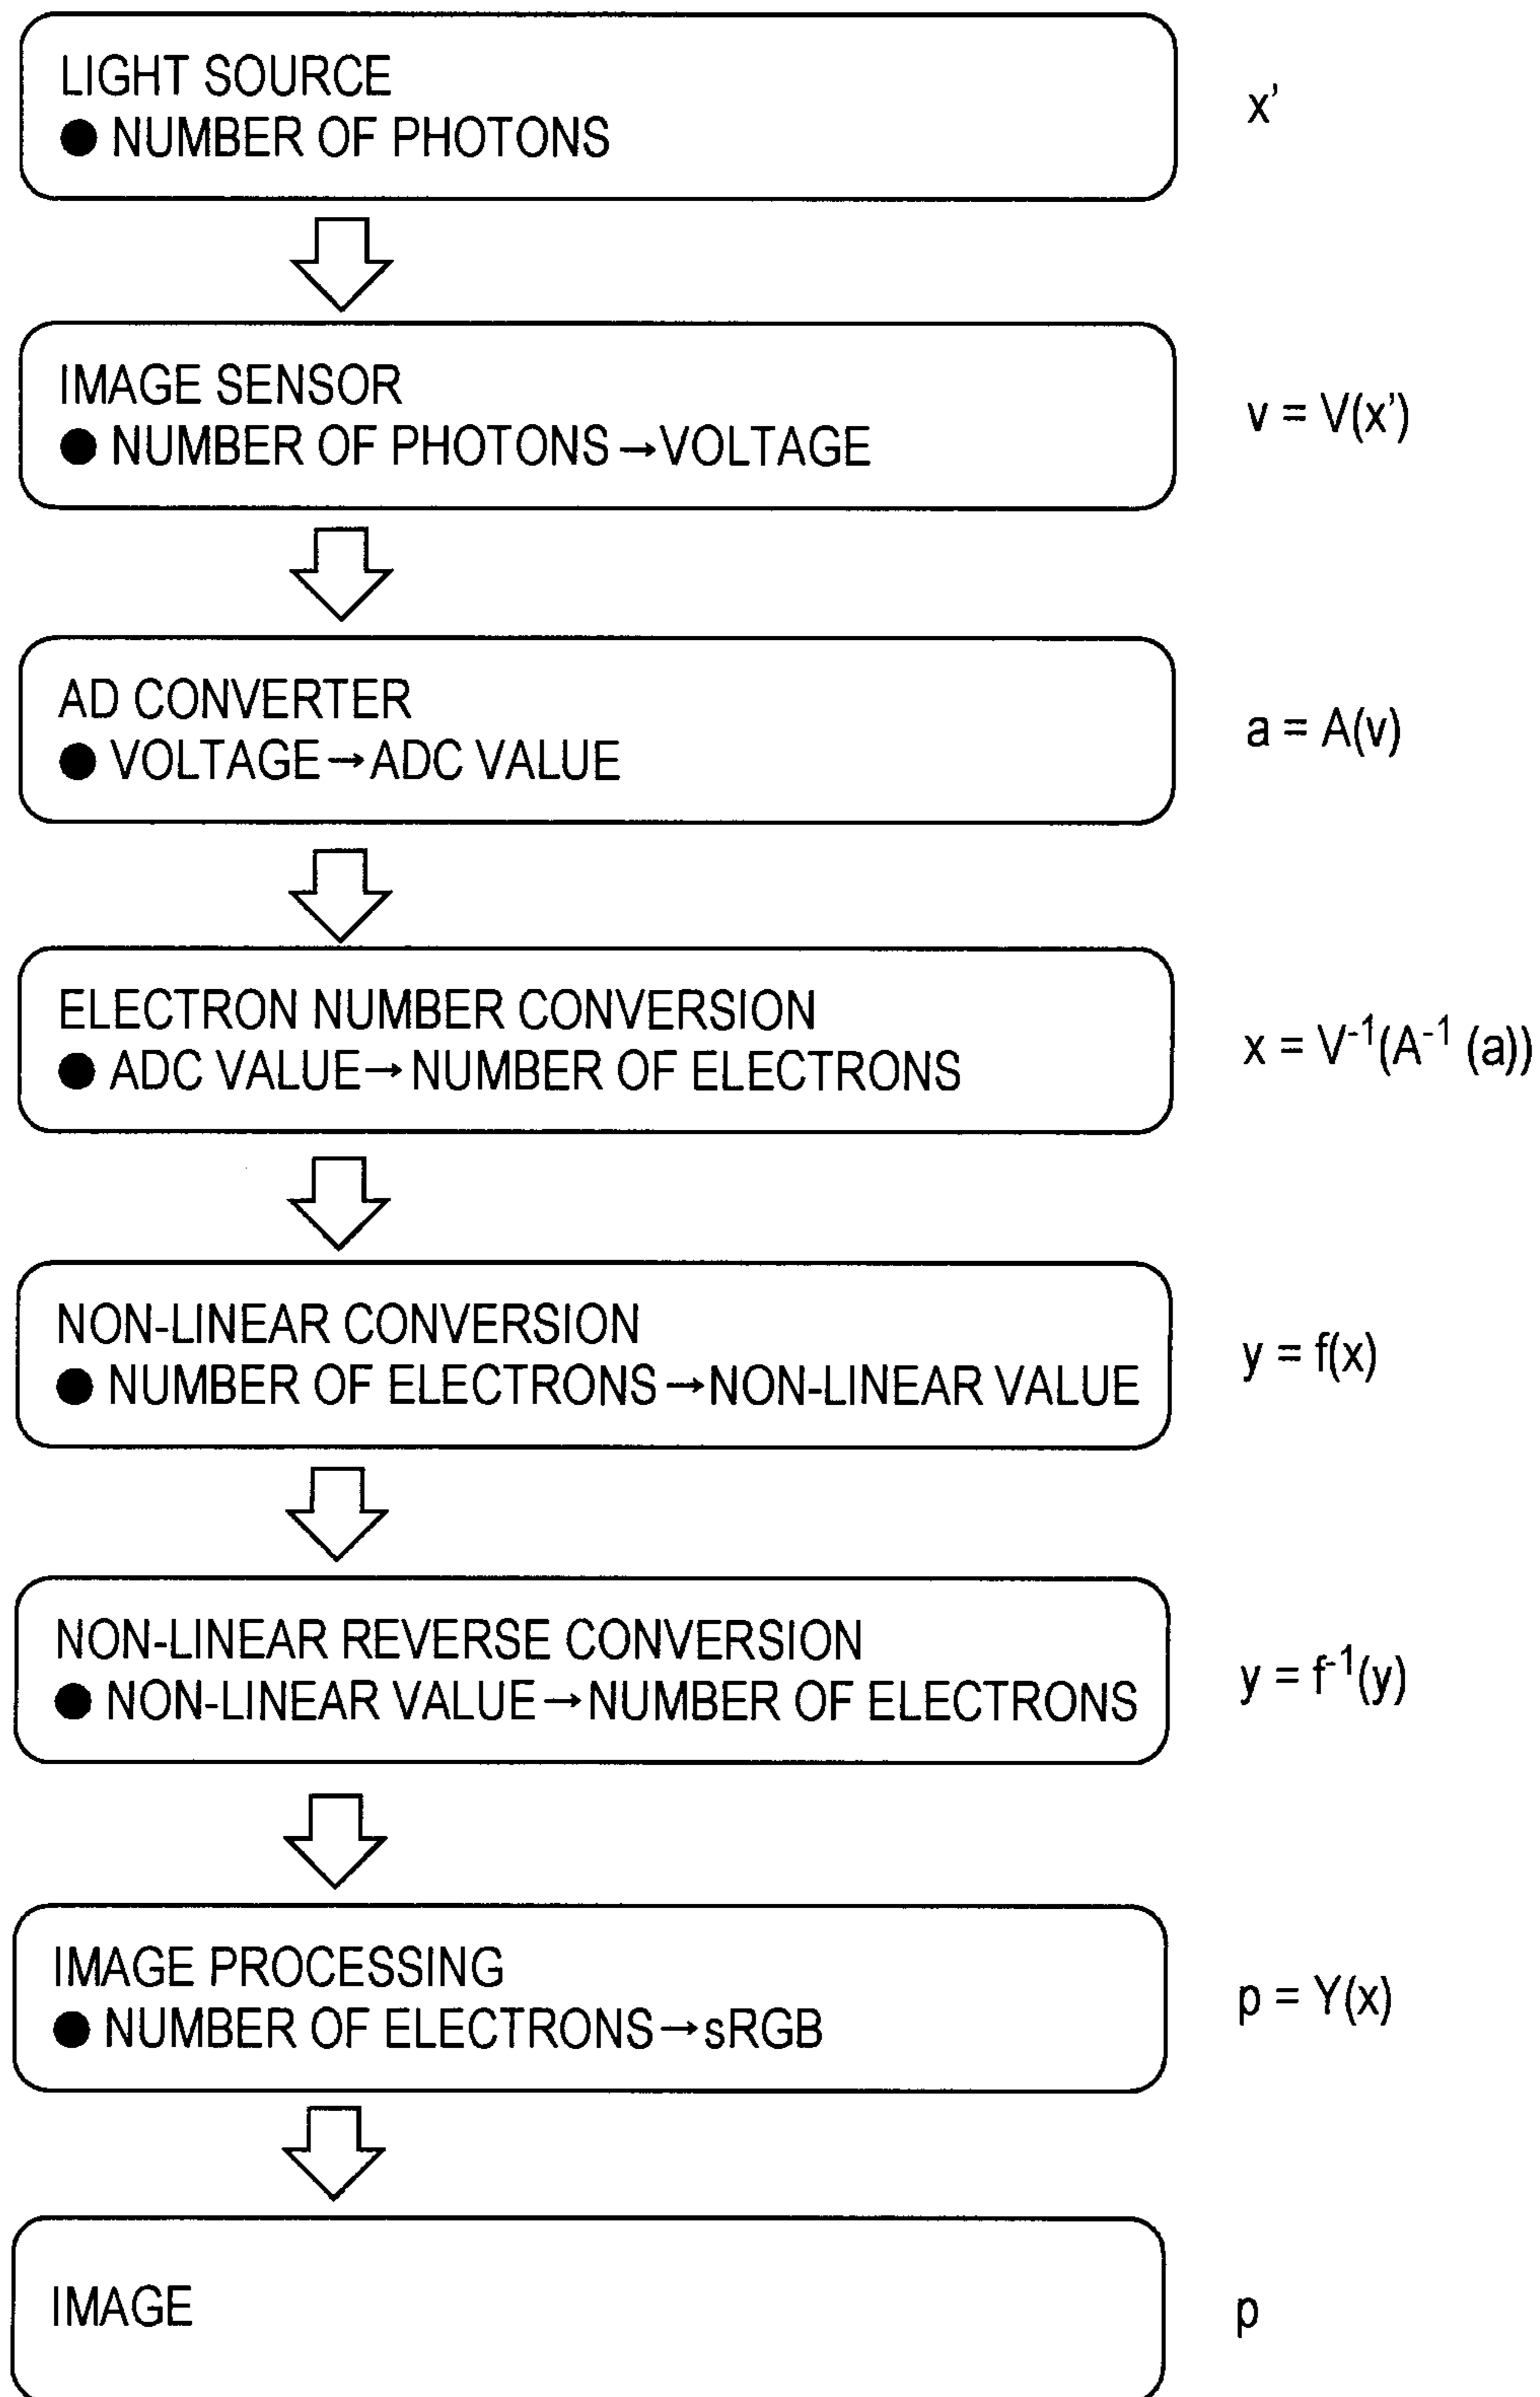 LIGHT SOURCE
● NUMBER OF PHOTONS
x'
IMAGE SENSOR
● NUMBER OF PHOTONS→VOLTAGE
v = V(x')
AD CONVERTER
● VOLTAGE→ADC VALUE
a = A(v)
ELECTRON NUMBER CONVERSION
● ADC VALUE→NUMBER OF ELECTRONS
x = V⁻¹(A⁻¹ (a))
NON-LINEAR CONVERSION
● NUMBER OF ELECTRONS→NON-LINEAR VALUE
y = f(x)
NON-LINEAR REVERSE CONVERSION
● NON-LINEAR VALUE→NUMBER OF ELECTRONS
y = f⁻¹(y)
IMAGE PROCESSING
● NUMBER OF ELECTRONS→sRGB
p = Y(x)
IMAGE
p